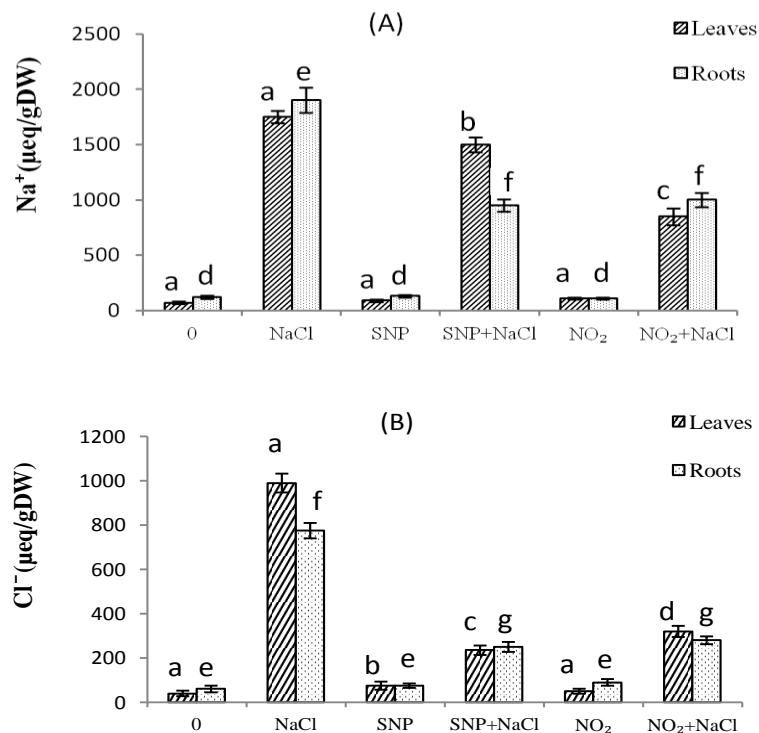 (A)
Leaves
Roots
Na⁺(µeq/gDW)
2500
2000
1500
1000
500
0
a d a e a d b f a d c f
0 NaCl SNP SNP+NaCl NO₂ NO₂+NaCl
(B)
Leaves
Roots
Cl⁻(µeq/gDW)
1200
1000
800
600
400
200
0
a e a f b e c g a e d g
0 NaCl SNP SNP+NaCl NO₂ NO₂+NaCl